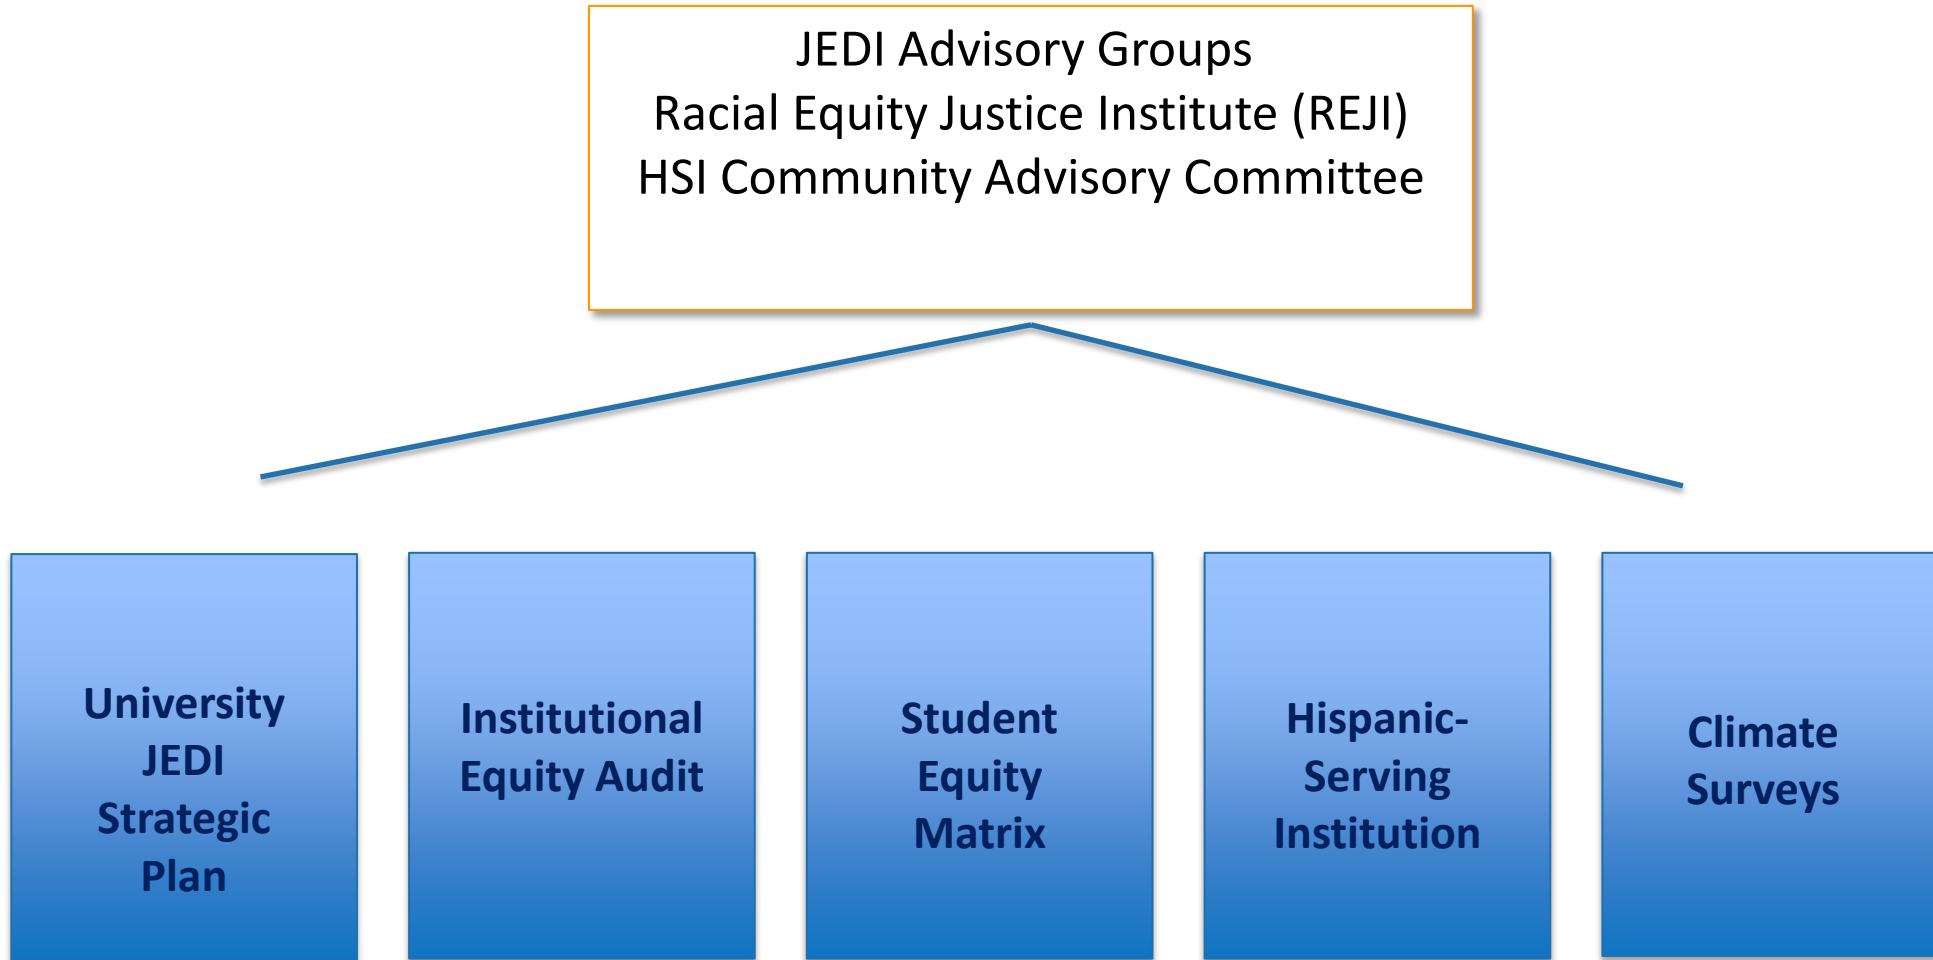 JEDI Advisory Groups
Racial Equity Justice Institute (REJI)
HSI Community Advisory Committee
University
JEDI
Strategic
Plan
Institutional
Equity Audit
Student
Equity
Matrix
Hispanic-
Serving
Institution
Climate
Surveys